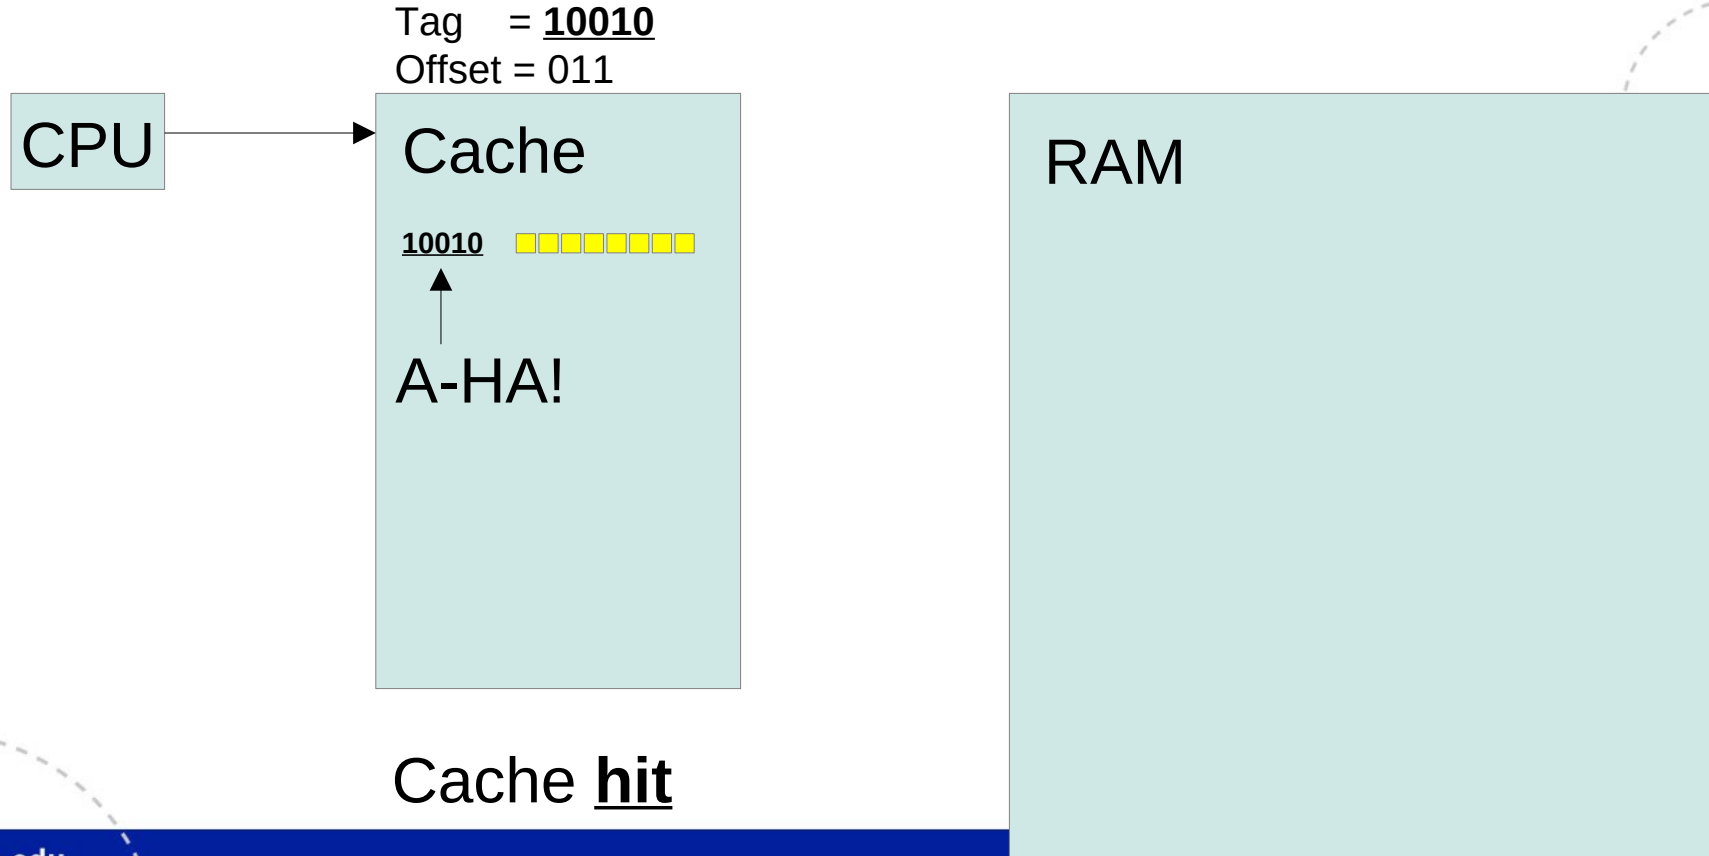 Tag = 10010
Offset = 011
CPU
Cache
RAM
10010
A-HA!
Cache hit